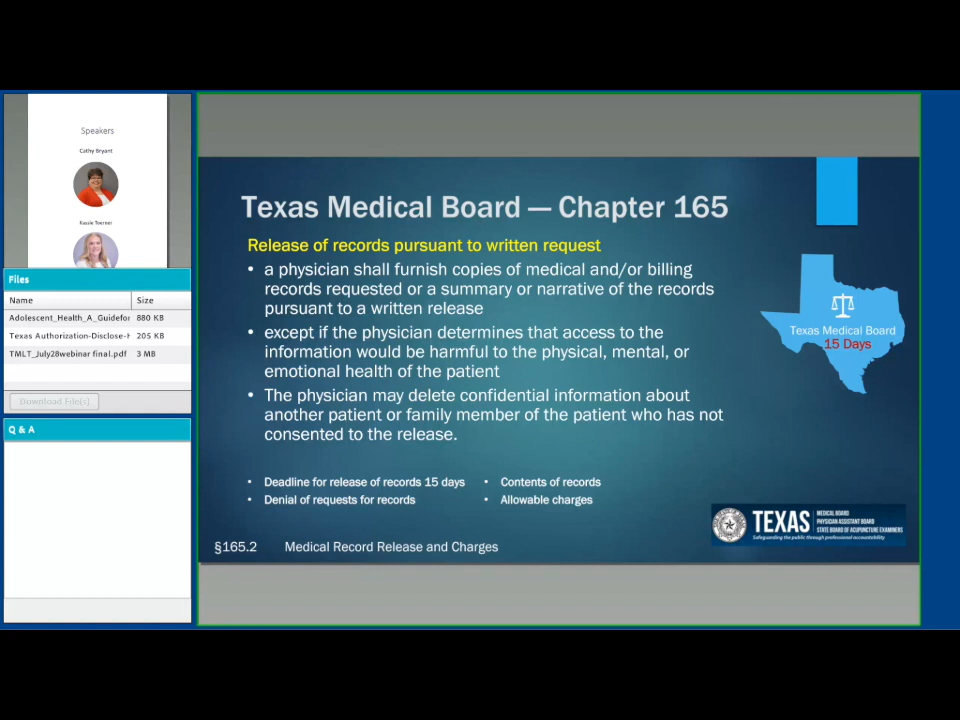 Speakers
Cathy Bryant
Kassie Toerner
Files
Name Size
Adolescent_Health_A_Guidefor 880 KB
Texas Authorization-Disclose-H 205 KB
TMLT_July28webinar final.pdf 3 MB
Download File(s)
Q & A
Texas Medical Board — Chapter 165
Release of records pursuant to written request
• a physician shall furnish copies of medical and/or billing
records requested or a summary or narrative of the records
pursuant to a written release
• except if the physician determines that access to the
information would be harmful to the physical, mental, or
emotional health of the patient
• The physician may delete confidential information about
another patient or family member of the patient who has not
consented to the release.
• Deadline for release of records 15 days
• Denial of requests for records
• Contents of records
• Allowable charges
Texas Medical Board
15 Days
§165.2 Medical Record Release and Charges
TEXAS
MEDICAL BOARD
PHYSICIAN ASSISTANT BOARD
STATE BOARD OF ACUPUNCTURE EXAMINERS
Safeguarding the public through professional accountability